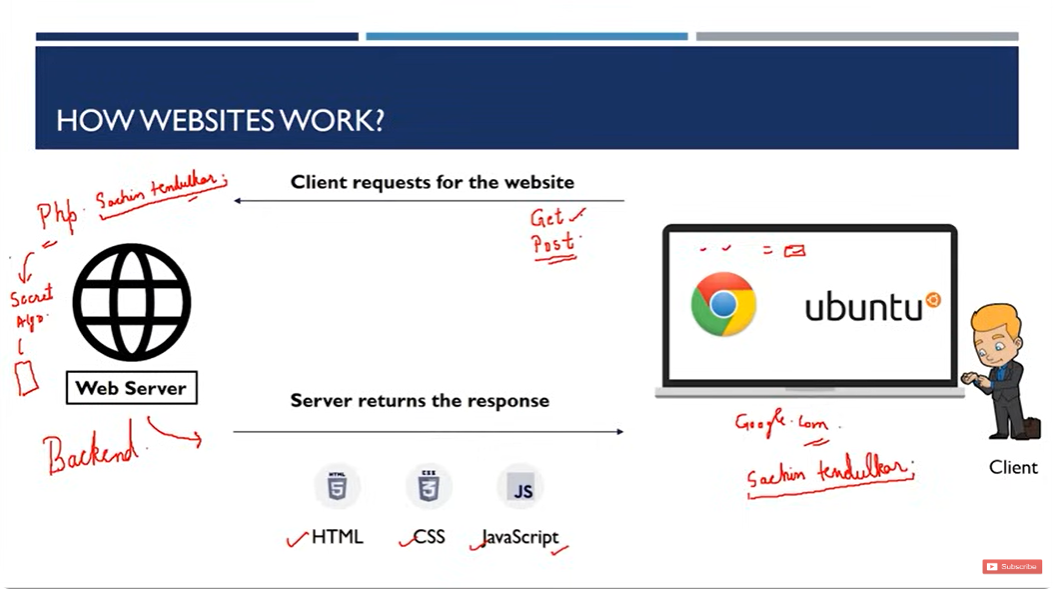 HOW WEBSITES WORK?
Client requests for the website
Php. Sachin tendulkar;
Get
Post
Secret
Algo.
ubuntu
Web Server
Server returns the response
Backend
Google.com
Sachin tendulkar;
Client
HTML
5
CSS
3
JS
HTML CSS JavaScript
Subscribe